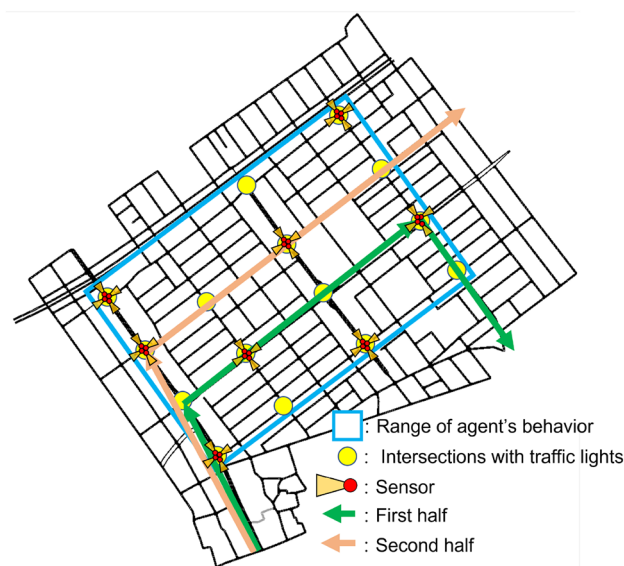 : Range of agent's behavior
: Intersections with traffic lights
: Sensor
: First half
: Second half